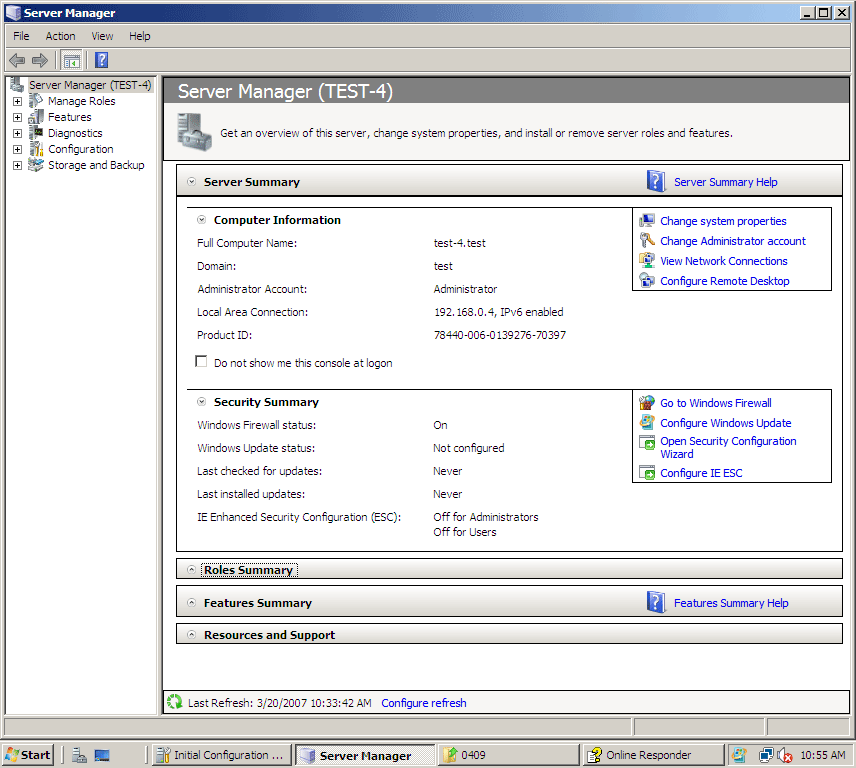 Server Manager
File Action View Help
Server Manager (TEST-4)
Manage Roles
Features
Diagnostics
Configuration
Storage and Backup
Server Manager (TEST-4)
Get an overview of this server, change system properties, and install or remove server roles and features.
Server Summary
Server Summary Help
Computer Information
Full Computer Name: test-4.test
Domain: test
Administrator Account: Administrator
Local Area Connection: 192.168.0.4, IPv6 enabled
Product ID: 78440-006-0139276-70397
Do not show me this console at logon
Change system properties
Change Administrator account
View Network Connections
Configure Remote Desktop
Security Summary
Windows Firewall status: On
Windows Update status: Not configured
Last checked for updates: Never
Last installed updates: Never
IE Enhanced Security Configuration (ESC): Off for Administrators
Off for Users
Go to Windows Firewall
Configure Windows Update
Open Security Configuration
Wizard
Configure IE ESC
Roles Summary
Features Summary
Features Summary Help
Resources and Support
Last Refresh: 3/20/2007 10:33:42 AM Configure refresh
Start Initial Configuration ... Server Manager 0409 Online Responder 10:55 AM